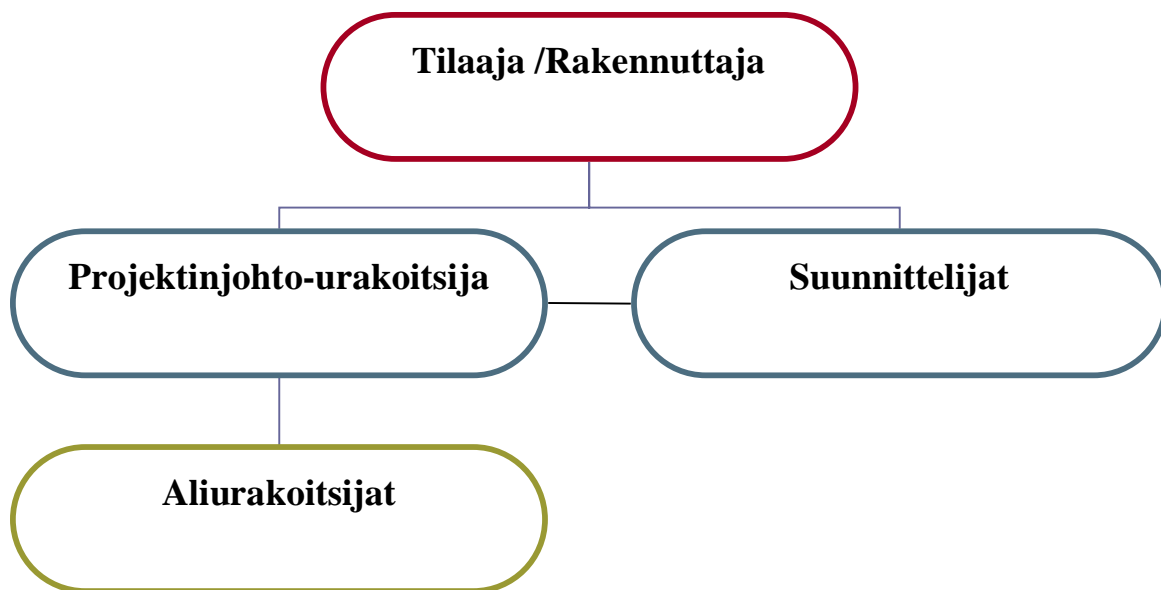 Tilaaja /Rakennuttaja
Projektinjohto-urakoitsija
Suunnittelijat
Aliurakoitsijat